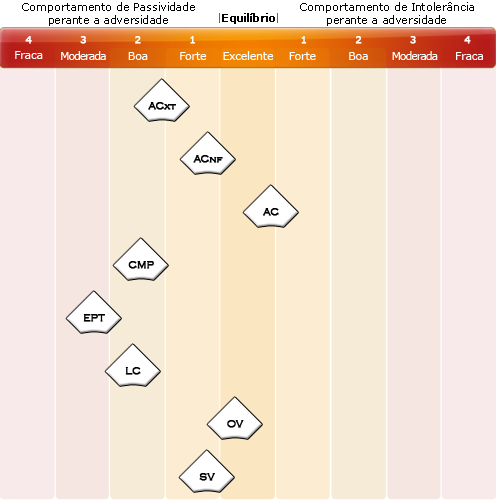 Comportamento de Passividade
perante a adversidade
|Equilíbrio|
Comportamento de Intolerância
perante a adversidade
4 3 2 1 1 2 3 4
Fraca Moderada Boa Forte Excelente Forte Boa Moderada Fraca
ACXT
ACNF
AC
CMP
EPT
LC
OV
SV